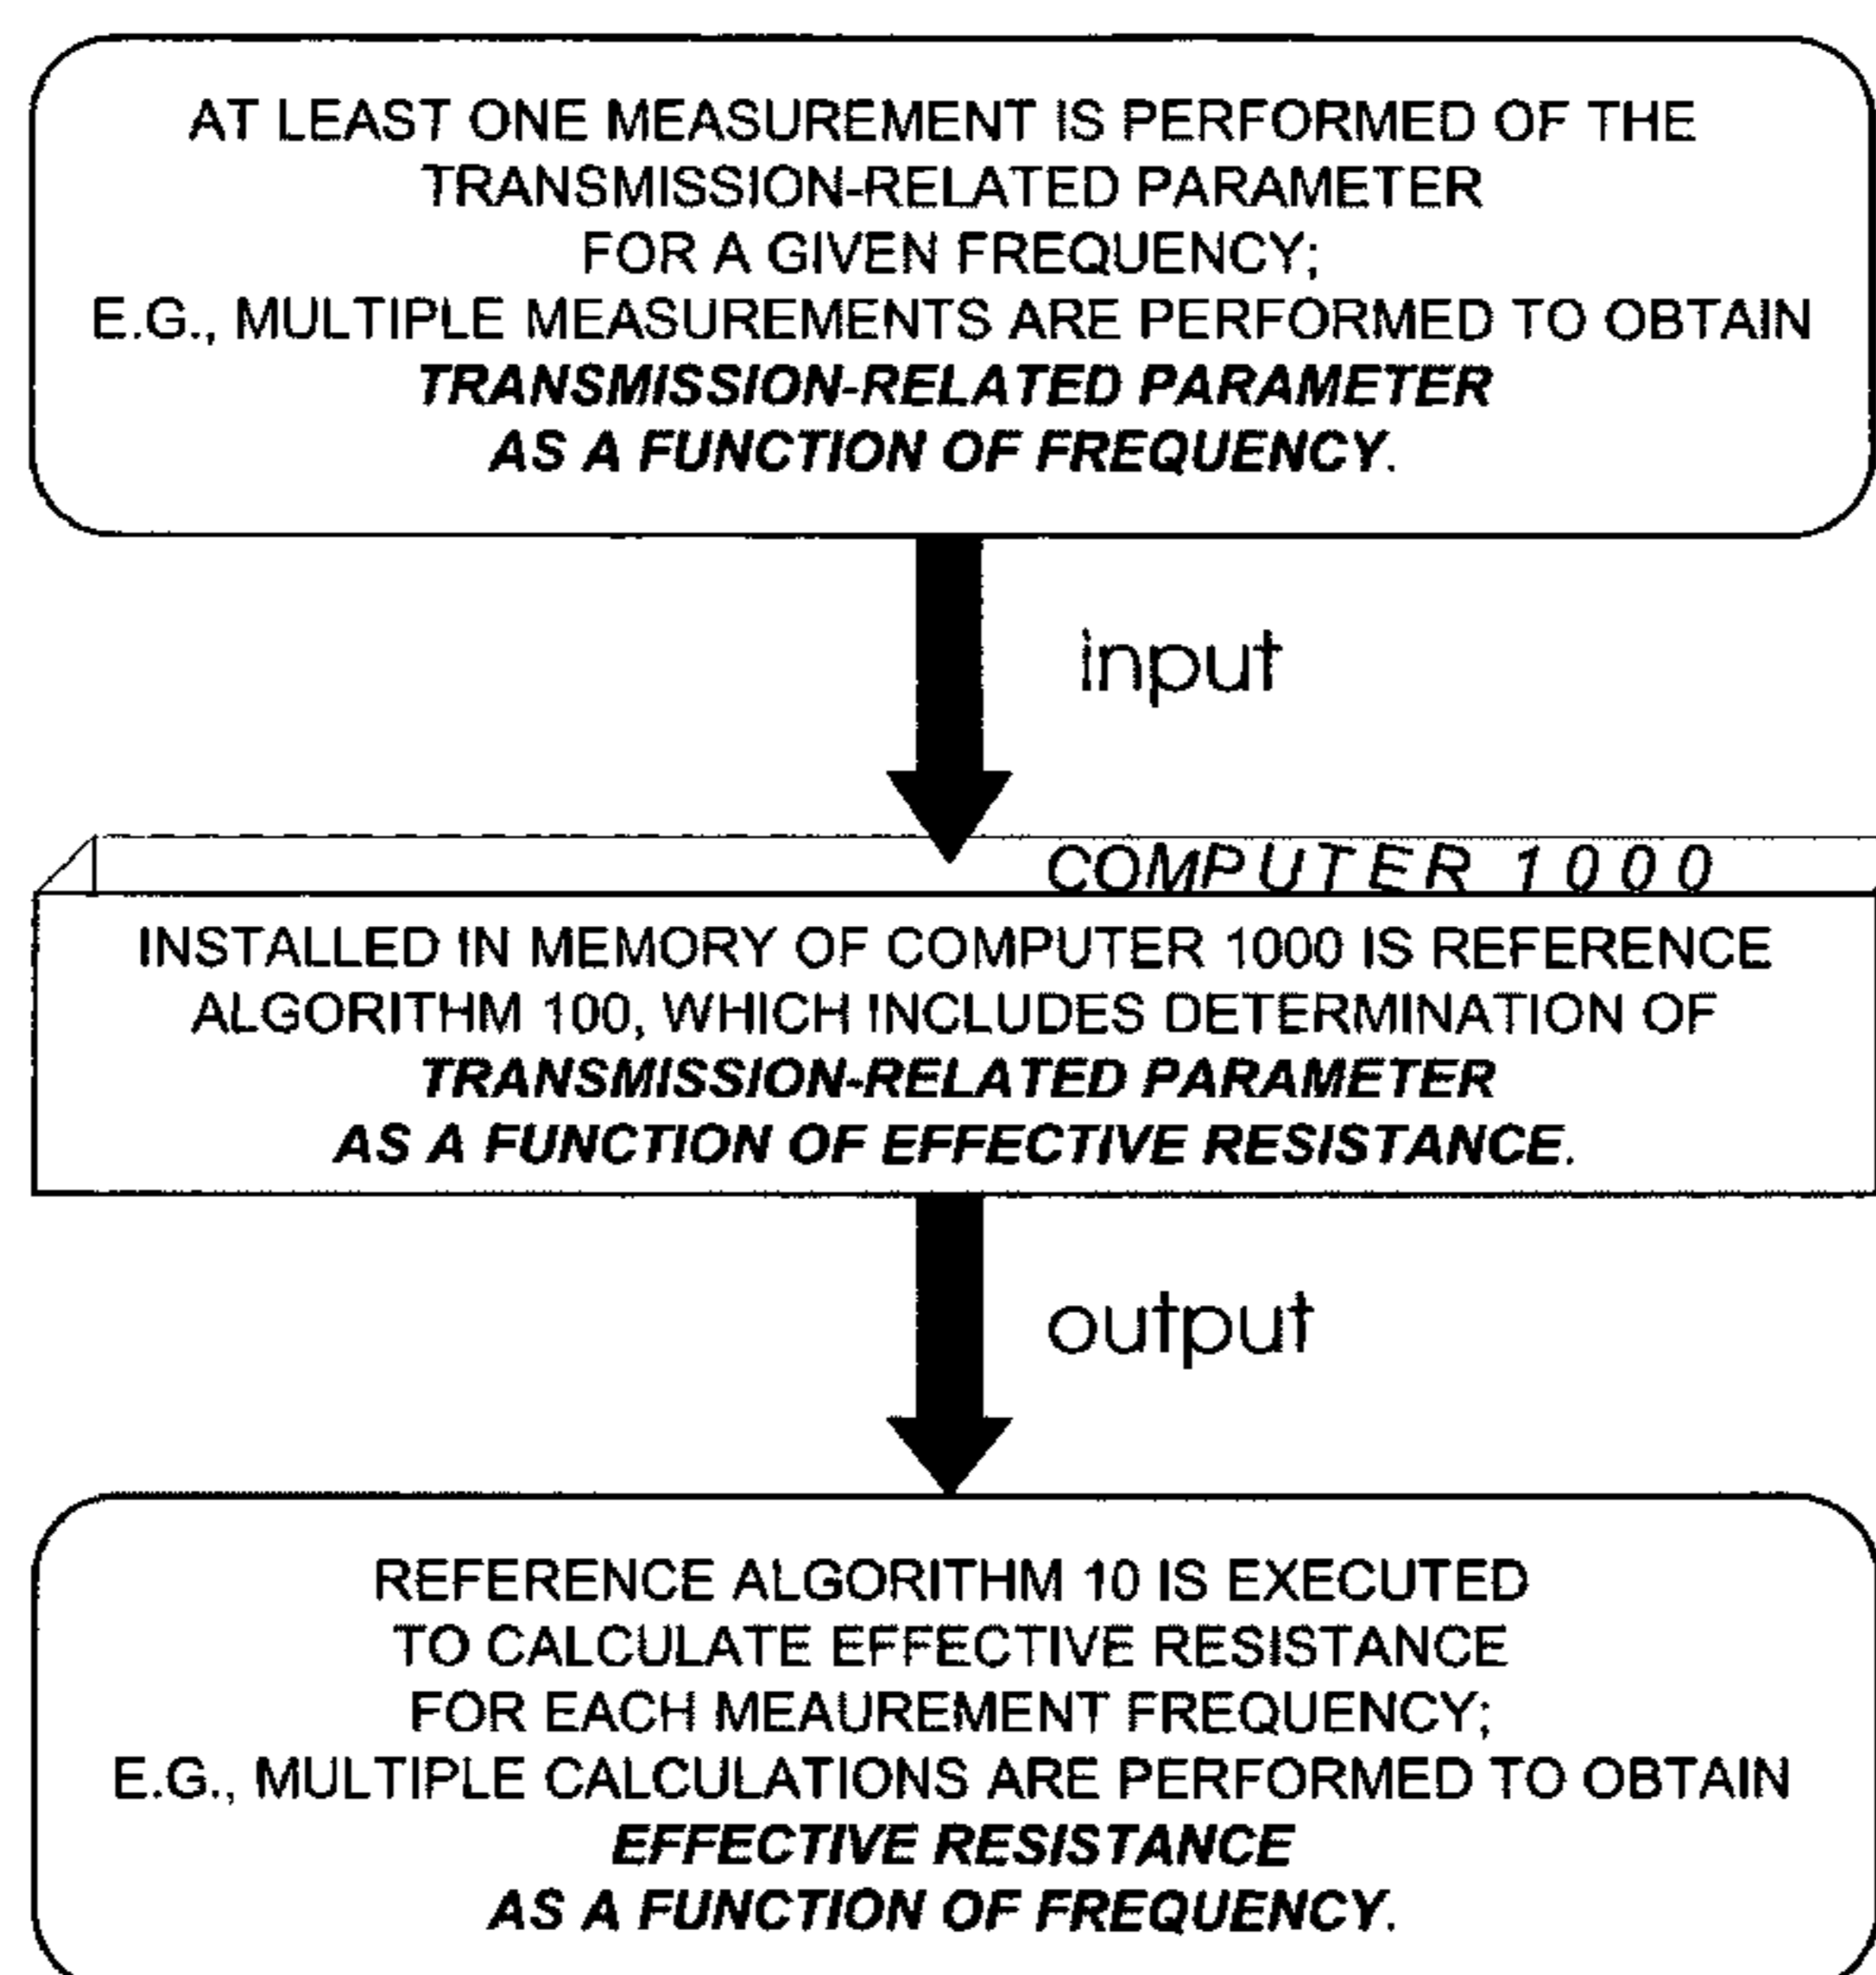 AT LEAST ONE MEASUREMENT IS PERFORMED OF THE
TRANSMISSION-RELATED PARAMETER
FOR A GIVEN FREQUENCY;
E.G., MULTIPLE MEASUREMENTS ARE PERFORMED TO OBTAIN
TRANSMISSION-RELATED PARAMETER
AS A FUNCTION OF FREQUENCY.
input
COMPUTER 1000
INSTALLED IN MEMORY OF COMPUTER 1000 IS REFERENCE
ALGORITHM 100, WHICH INCLUDES DETERMINATION OF
TRANSMISSION-RELATED PARAMETER
AS A FUNCTION OF EFFECTIVE RESISTANCE.
output
REFERENCE ALGORITHM 10 IS EXECUTED
TO CALCULATE EFFECTIVE RESISTANCE
FOR EACH MEAUREMENT FREQUENCY;
E.G., MULTIPLE CALCULATIONS ARE PERFORMED TO OBTAIN
EFFECTIVE RESISTANCE
AS A FUNCTION OF FREQUENCY.